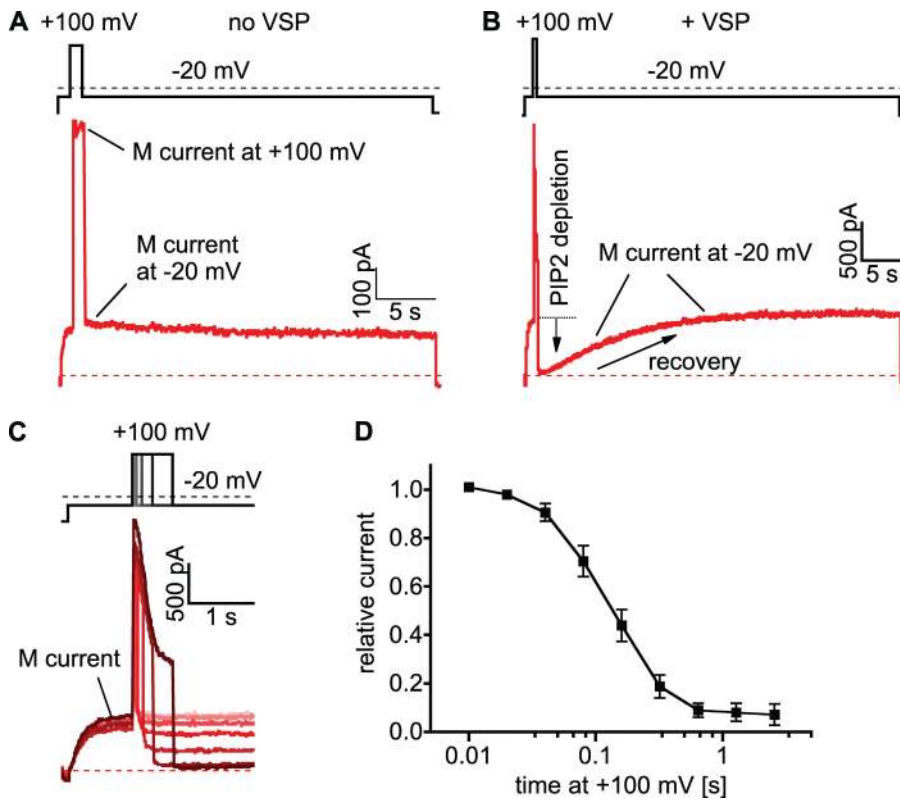 A
+100 mV
no VSP
-20 mV
M current at +100 mV
M current
at -20 mV
100 pA
5 s
B
+100 mV
+ VSP
-20 mV
PIP2 depletion
M current at -20 mV
recovery
500 pA
5 s
C
+100 mV
-20 mV
500 pA
1 s
M current
D
relative current
1.0
0.8
0.6
0.4
0.2
0.0
0.01
0.1
1
time at +100 mV [s]